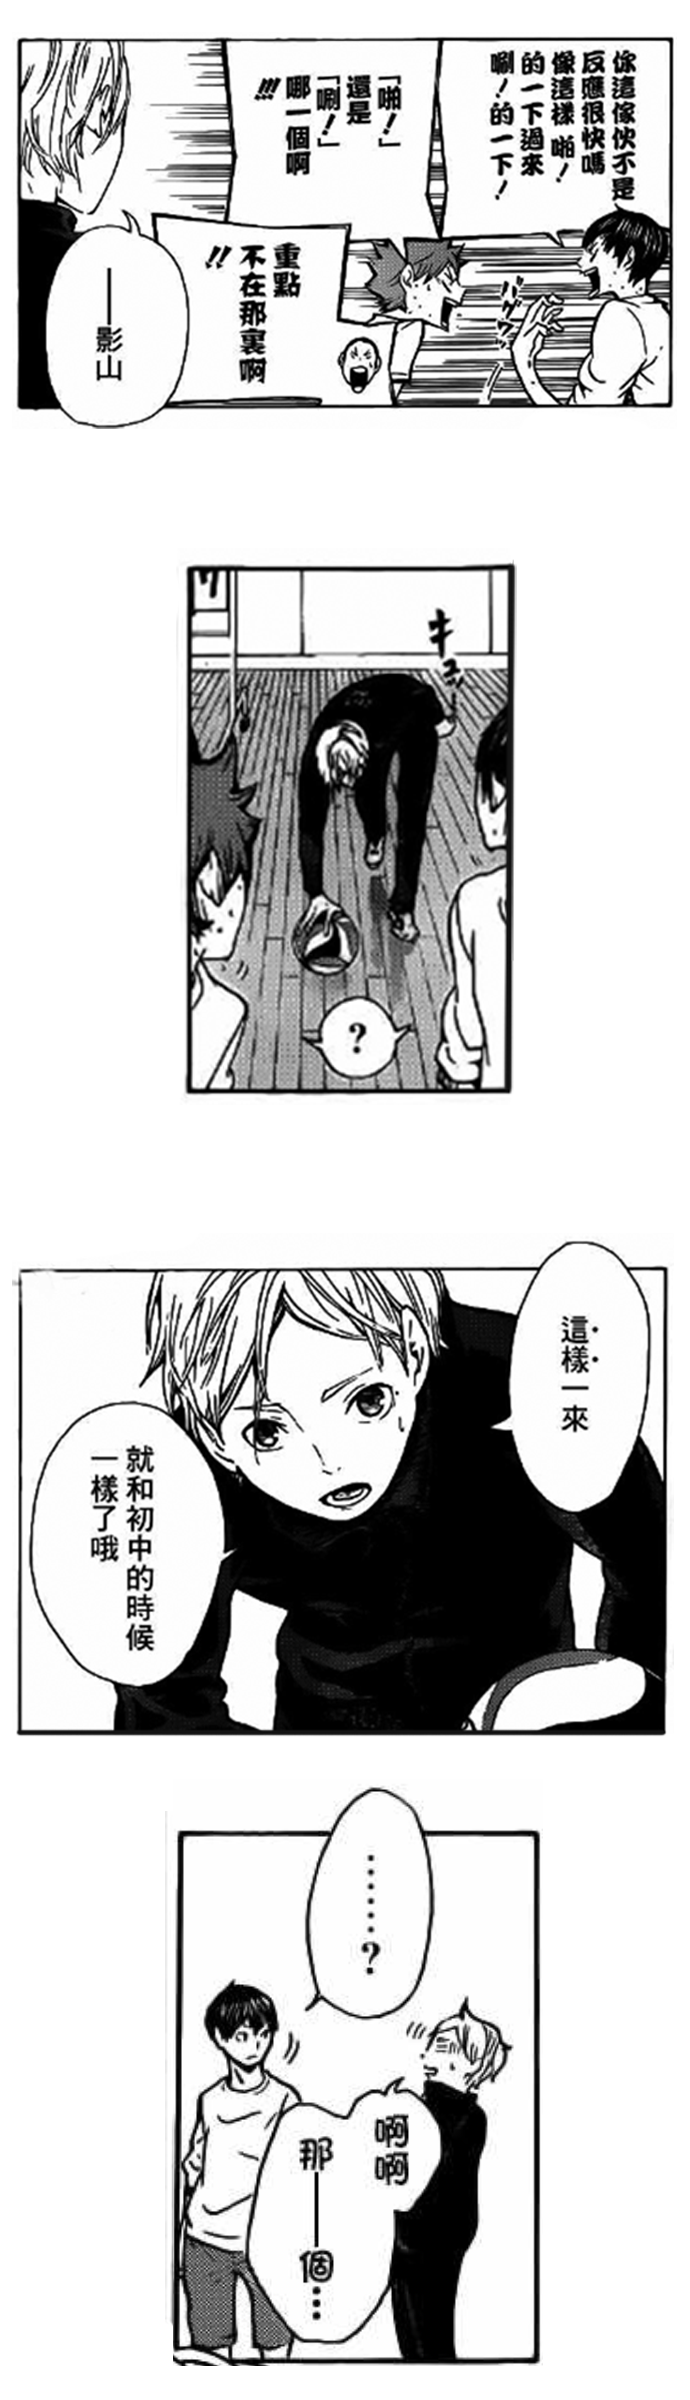 你這傢伙不是
反應很快嗎
像這樣 啪！
的一下過來
唰！的一下！
「啪！」
還是
「唰！」
哪一個啊
!!!
重點
不在那裏啊
!!
——影山
キュッ
？
這樣一來
就和初中的時候
一樣了哦
………？
啊啊
那——個…